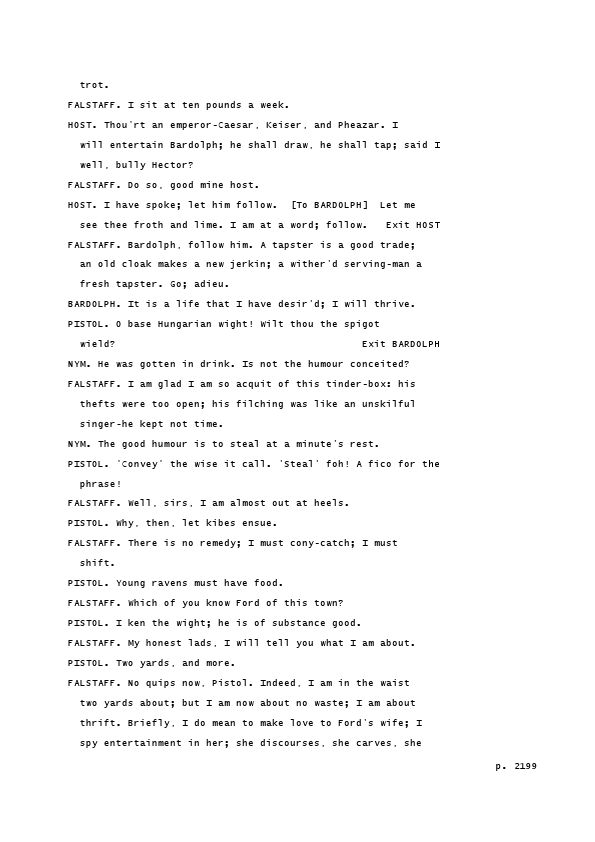 trot.
FALSTAFF. I sit at ten pounds a week.
HOST. Thou'rt an emperor-Caesar, Keiser, and Pheazar. I
will entertain Bardolph; he shall draw, he shall tap; said I
well, bully Hector?
FALSTAFF. Do so, good mine host.
HOST. I have spoke; let him follow.  [To BARDOLPH]  Let me
see thee froth and lime. I am at a word; follow.   Exit HOST
FALSTAFF. Bardolph, follow him. A tapster is a good trade;
an old cloak makes a new jerkin; a wither'd serving-man a
fresh tapster. Go; adieu.
BARDOLPH. It is a life that I have desir'd; I will thrive.
PISTOL. O base Hungarian wight! Wilt thou the spigot
wield?                                         Exit BARDOLPH
NYM. He was gotten in drink. Is not the humour conceited?
FALSTAFF. I am glad I am so acquit of this tinder-box: his
thefts were too open; his filching was like an unskilful
singer-he kept not time.
NYM. The good humour is to steal at a minute's rest.
PISTOL. 'Convey' the wise it call. 'Steal' foh! A fico for the
phrase!
FALSTAFF. Well, sirs, I am almost out at heels.
PISTOL. Why, then, let kibes ensue.
FALSTAFF. There is no remedy; I must cony-catch; I must
shift.
PISTOL. Young ravens must have food.
FALSTAFF. Which of you know Ford of this town?
PISTOL. I ken the wight; he is of substance good.
FALSTAFF. My honest lads, I will tell you what I am about.
PISTOL. Two yards, and more.
FALSTAFF. No quips now, Pistol. Indeed, I am in the waist
two yards about; but I am now about no waste; I am about
thrift. Briefly, I do mean to make love to Ford's wife; I
spy entertainment in her; she discourses, she carves, she
p. 2199